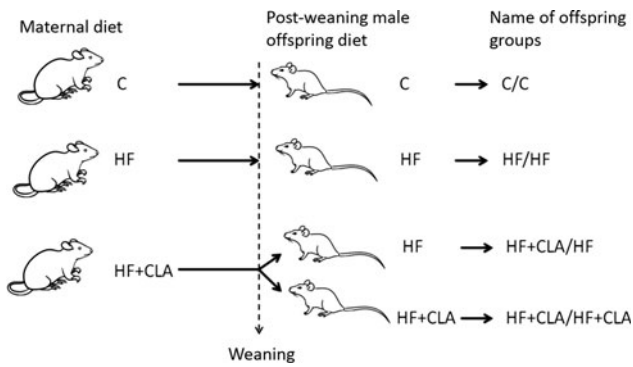 Maternal diet
Post-weaning male
offspring diet
Name of offspring
groups
C
C
C/C
HF
HF
HF/HF
HF+CLA
HF
HF+CLA/HF
HF+CLA
HF+CLA/HF+CLA
Weaning